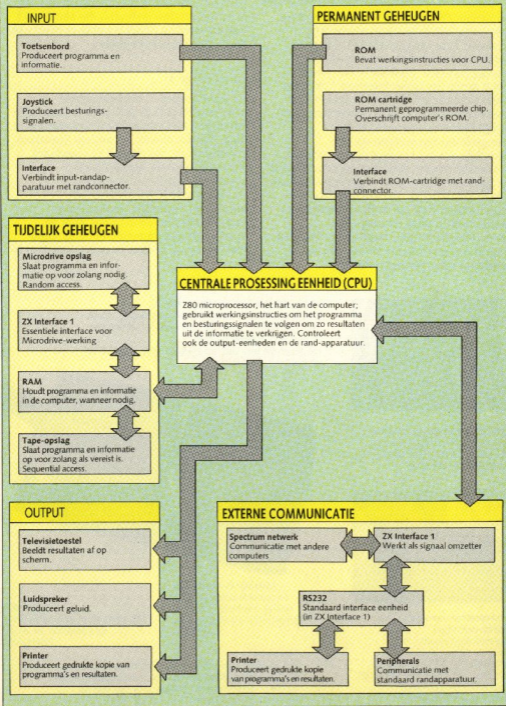 INPUT
Toetsenbord
Produceert programma en
informatie.
Joystick
Produceert besturings-
signalen.
Interface
Verbindt input-randap-
paratuur met randconnector.
PERMANENT GEHEUGEN
ROM
Bevat werkingsinstructies voor CPU.
ROM cartridge
Permanent geprogrammeerde chip.
Overschrijft computer's ROM.
Interface
Verbindt ROM-cartridge met rand-
connector.
TIJDELIJK GEHEUGEN
Microdrive opslag
Slaat programma en infor-
matie op voor zolang nodig.
Random access.
ZX Interface 1
Essentiele interface voor
Microdrive-werking
RAM
Houdt programma en informatie
in de computer, wanneer nodig.
Tape-opslag
Slaat programma en informatie
op voor zolang als vereist is.
Sequential access.
CENTRALE PROSESSING EENHEID (CPU)
Z80 microprocessor, het hart van de computer;
gebruikt werkingsinstructies om het programma
en besturingssignalen te volgen om zo resultaten
uit de informatie te verkrijgen. Controleert
ook de output-eenheden en de rand-apparatuur.
OUTPUT
Televisietoestel
Beeldt resultaten af op
scherm.
Luidspreker
Produceert geluid.
Printer
Produceert gedrukte kopie van
programma's en resultaten.
EXTERNE COMMUNICATIE
Spectrum netwerk
Communicatie met andere
computers
ZX Interface 1
Werkt als signaal omzetter
RS232
Standaard interface eenheid
(in ZX Interface 1)
Printer
Produceert gedrukte kopie
van programma's en resultaten.
Peripherals
Communicatie met
standaard randapparatuur.